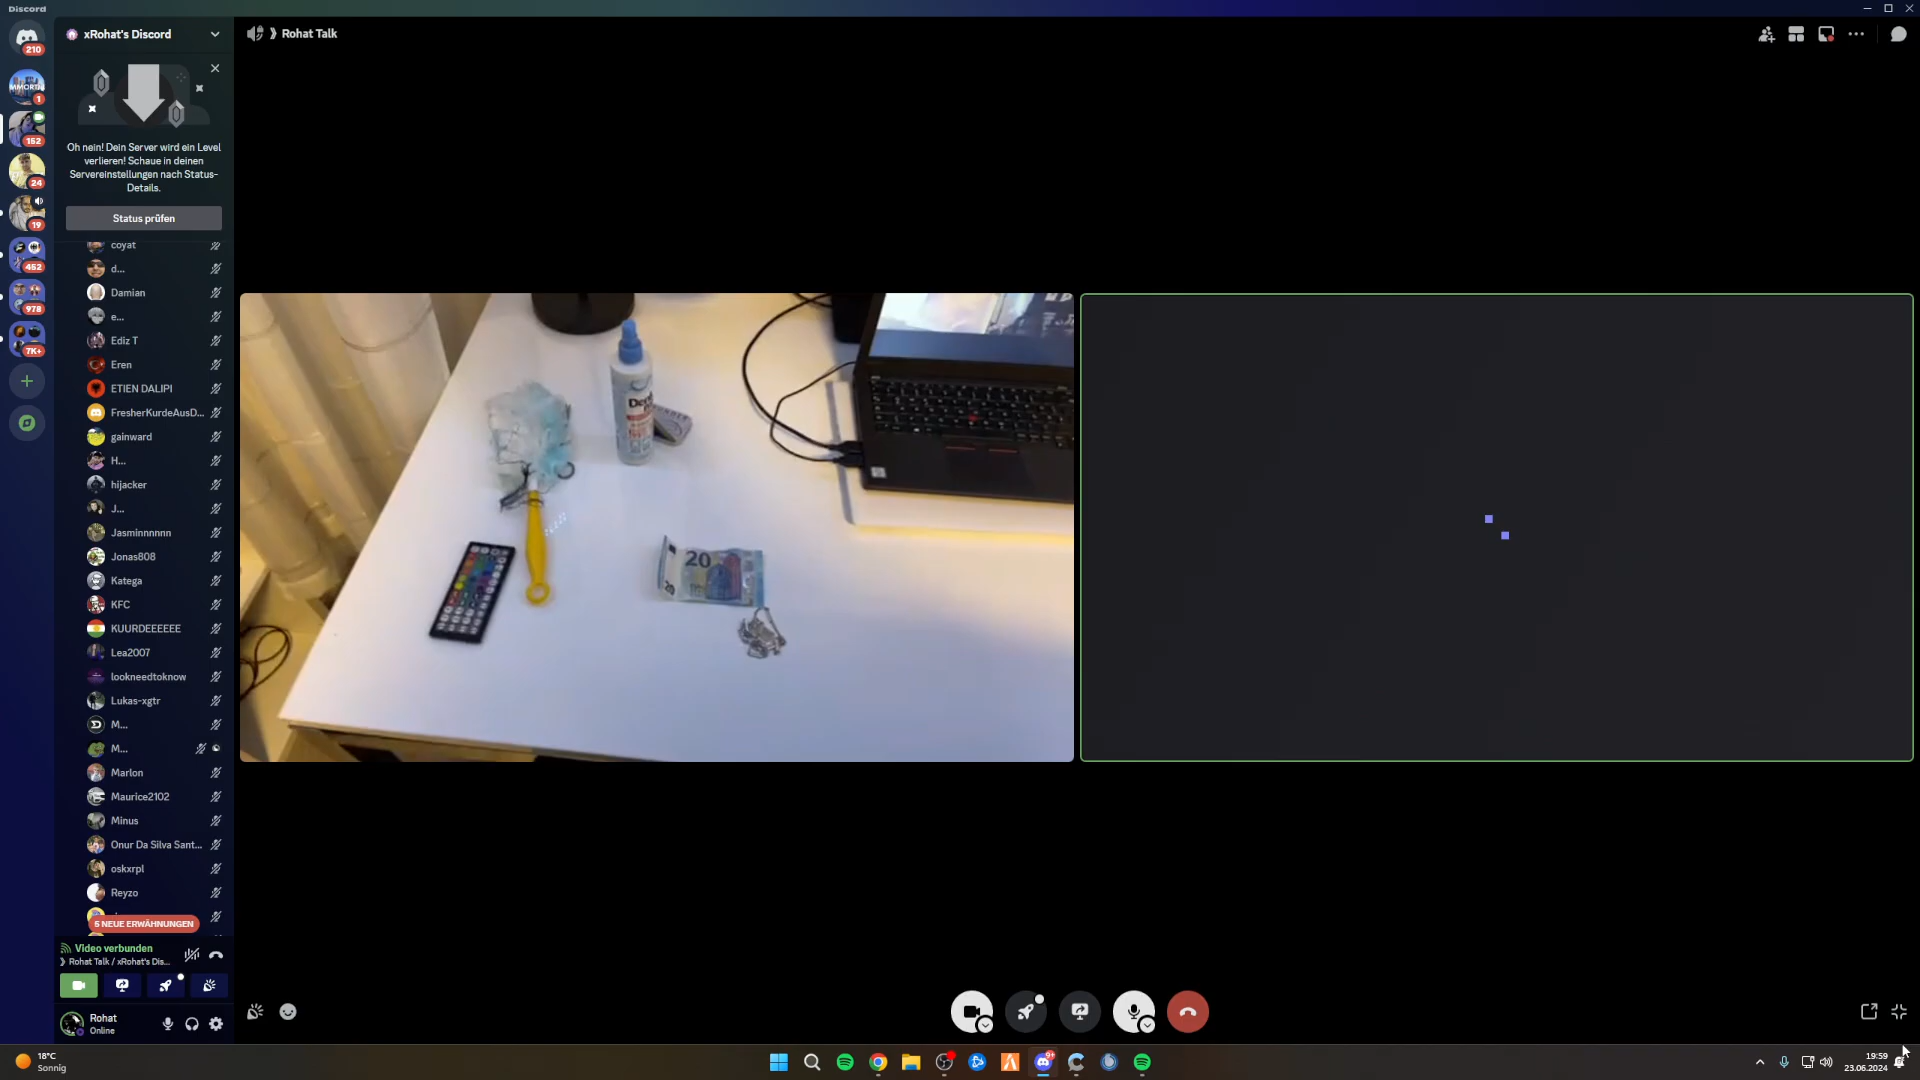 Discord
xRohat's Discord
Rohat Talk
210
1
152
24
19
452
978
7K+
Oh nein! Dein Server wird ein Level
verlieren! Schaue in deinen
Servereinstellungen nach Status-
Details.
Status prüfen
coyat
d...
Damian
e...
Ediz T
Eren
ETIEN DALIPI
FresherKurdeAusD...
gainward
H...
hijacker
J...
Jasminnnnnn
Jonas808
Katega
KFC
KUURDEEEEEE
Lea2007
lookneedtoknow
Lukas-xgtr
M...
M...
Marlon
Maurice2102
Minus
Onur Da Silva Sant...
oskxrpl
Reyzo
5 NEUE ERWÄHNUNGEN
Video verbunden
Rohat Talk / xRohat's Dis...
Rohat
Online
20
18°C
Sonnig
19:59
23.06.2024